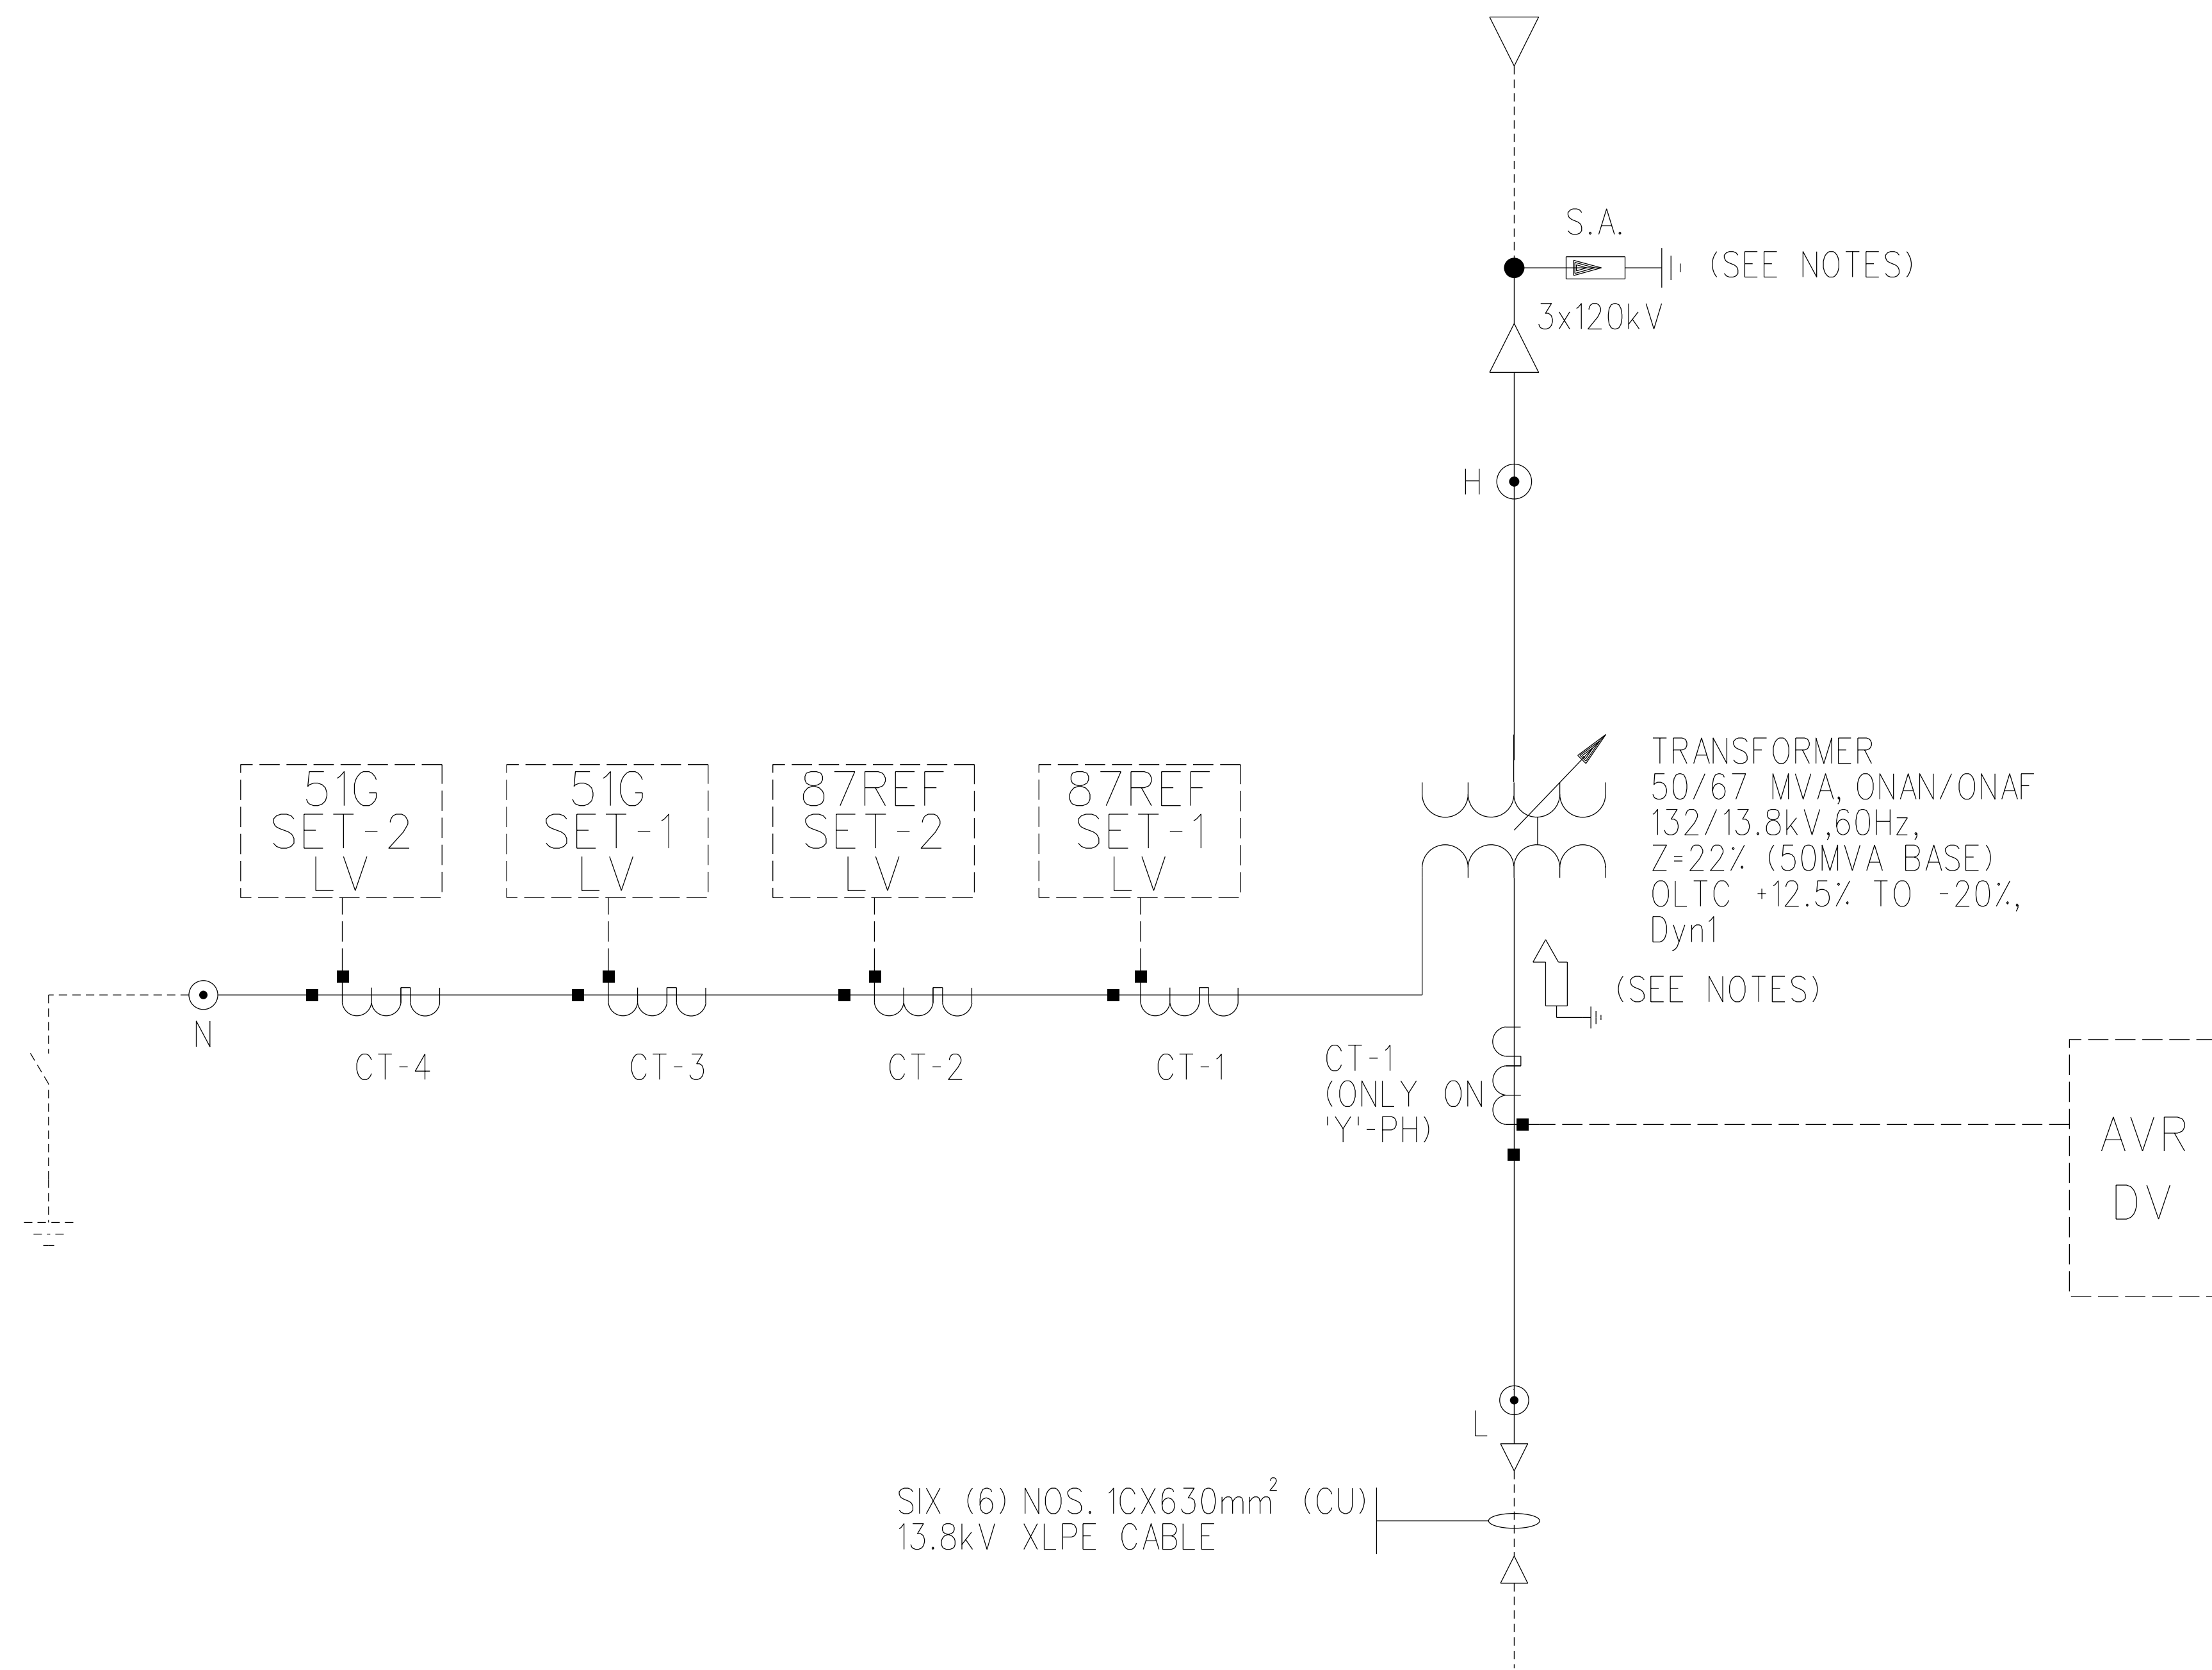 S.A.
(SEE NOTES)
3x120kV
H
TRANSFORMER
50/67 MVA, ONAN/ONAF
132/13.8kV,60Hz,
Z=22% (50MVA BASE)
OLTC +12.5% TO -20%,
Dyn1
51G
SET-2
LV
51G
SET-1
LV
87REF
SET-2
LV
87REF
SET-1
LV
(SEE NOTES)
N
CT-4
CT-3
CT-2
CT-1
CT-1
(ONLY ON
'Y'-PH)
AVR
DV
L
SIX (6) NOS. 1CX630mm² (CU)
13.8kV XLPE CABLE